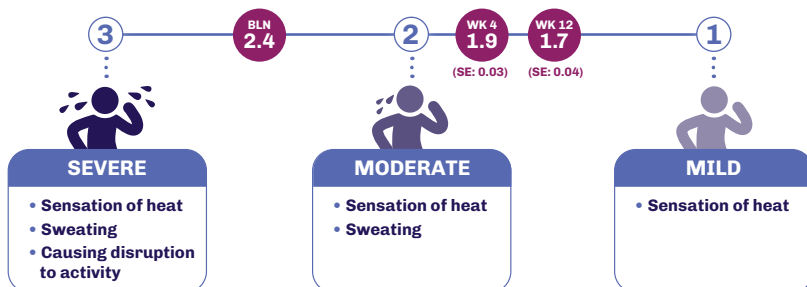 3
BLN
2.4
2
WK 4
1.9
(SE: 0.03)
WK 12
1.7
(SE: 0.04)
1
SEVERE
• Sensation of heat
• Sweating
• Causing disruption
to activity
MODERATE
• Sensation of heat
• Sweating
MILD
• Sensation of heat